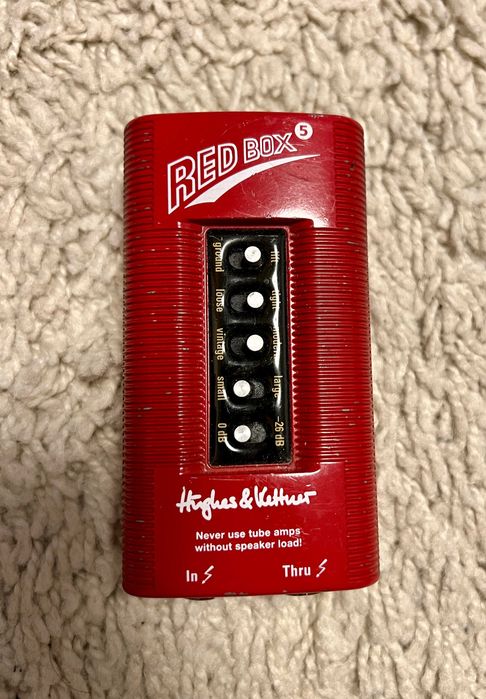 RED BOX 5
ground lift
loose tight
vintage modern
small large
0 dB -26 dB
Hughes & Kettner
Never use tube amps
without speaker load!
In Thru